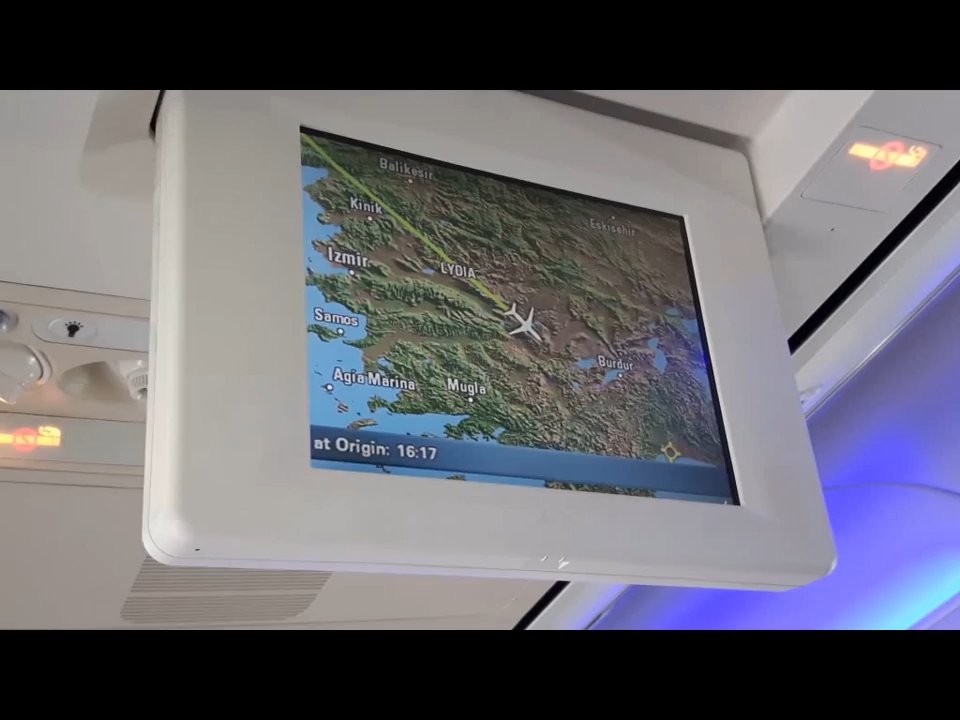 Balikesir
Eskisehir
Kinik
Izmir
LYDIA
Samos
Burdur
Agia Marina
Mugla
at Origin: 16:17